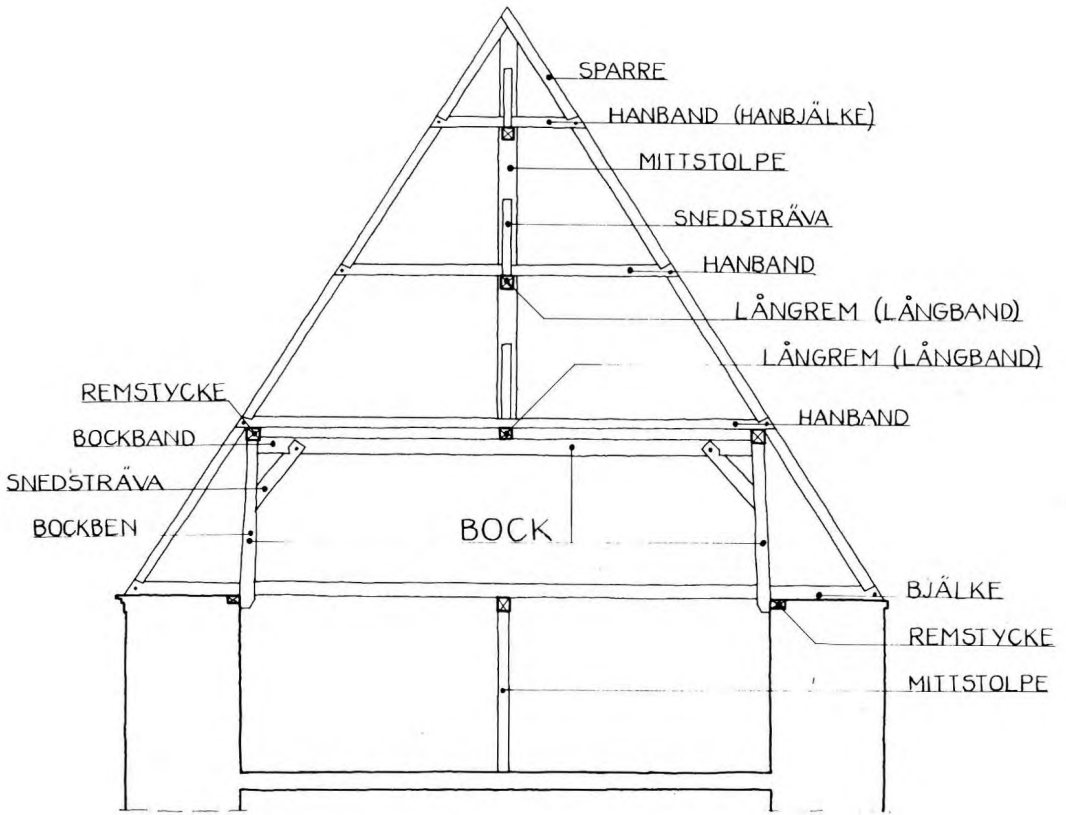 SPARRE
HANBAND (HANBJÄLKE)
MITTSTOLPE
SNEDSTRÄVA
HANBAND
LÅNGREM (LÅNGBAND)
LÅNGREM (LÅNGBAND)
REMSTYCKE
HANBAND
BOCKBAND
SNEDSTRÄVA
BOCKBEN
BOCK
BJÄLKE
REMSTYCKE
MITTSTOLPE